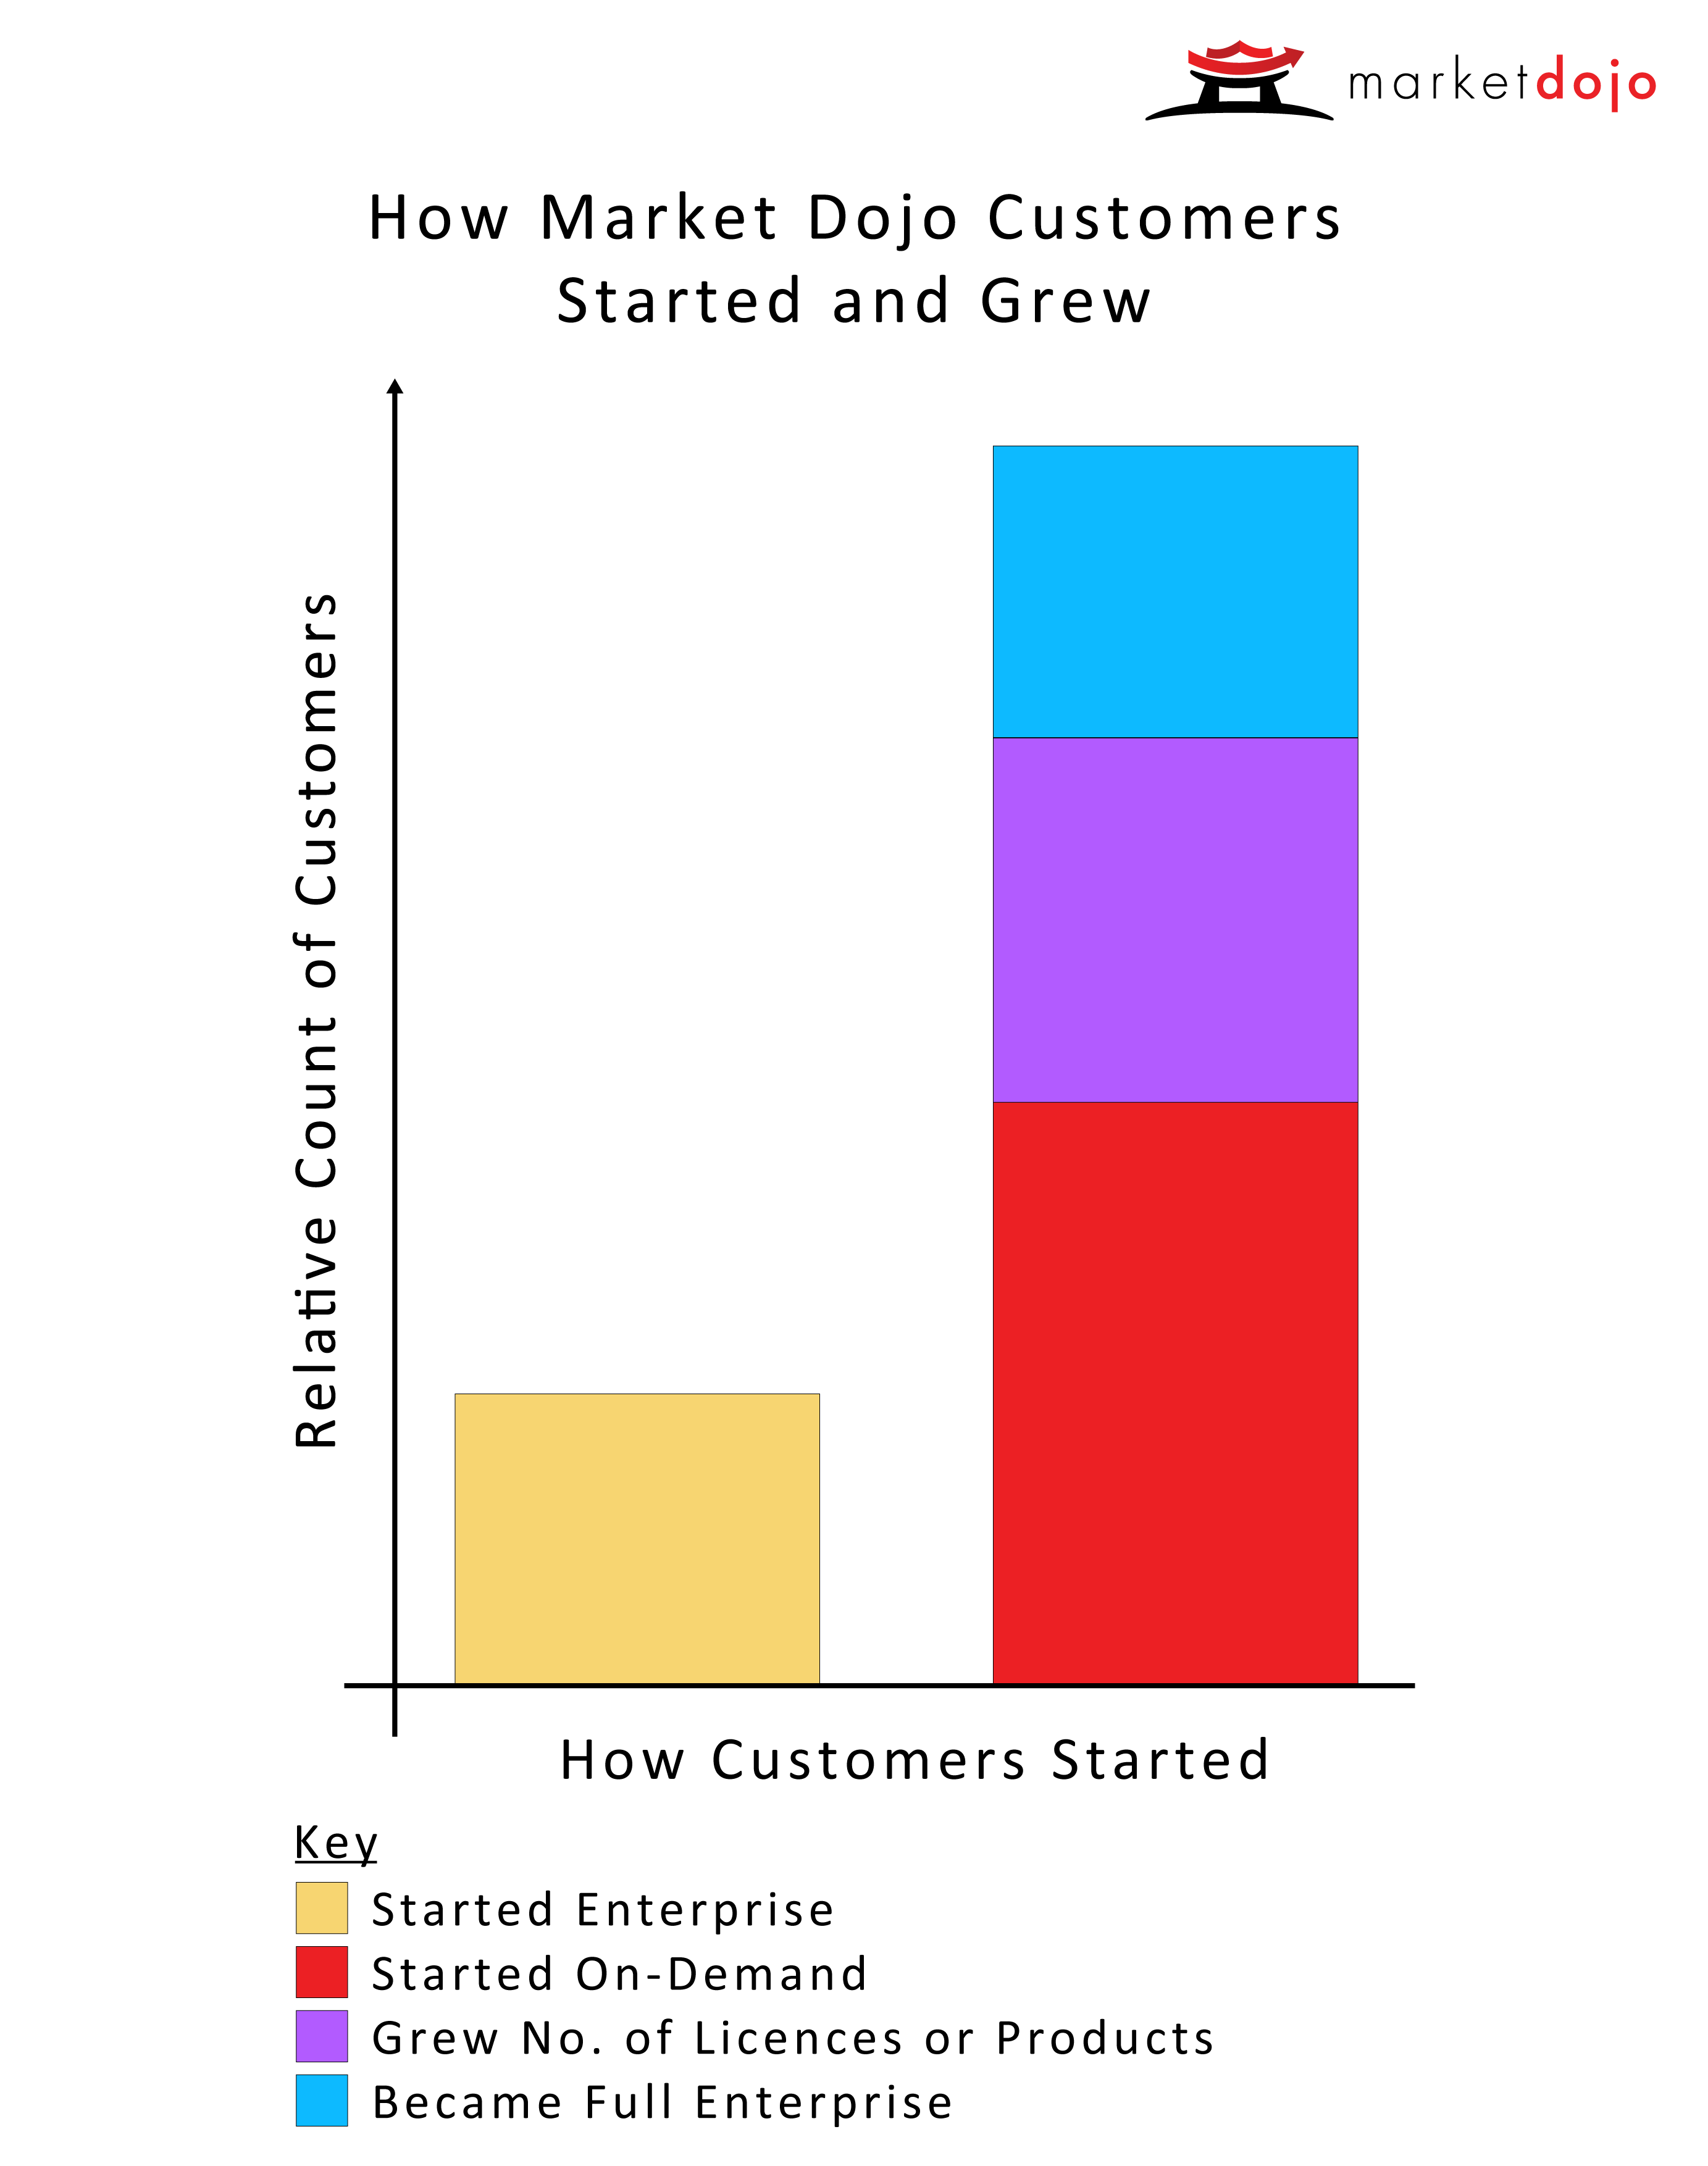 marketdojo
How Market Dojo Customers
Started and Grew
Relative Count of Customers
How Customers Started
Key
Started Enterprise
Started On-Demand
Grew No. of Licences or Products
Became Full Enterprise